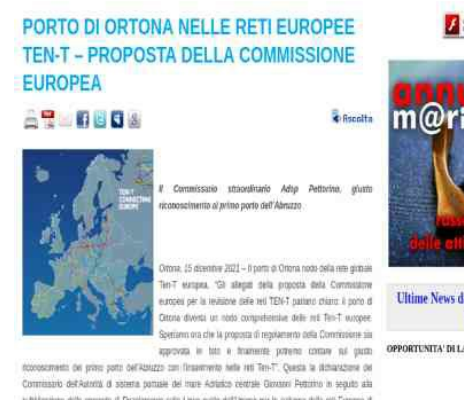 PORTO DI ORTONA NELLE RETI EUROPEE
TEN-T – PROPOSTA DELLA COMMISSIONE
EUROPEA
Ascolta
TEN-T
CONNECTING
EUROPE
Il Commissario straordinario Adsp Pettorino, giusto
riconoscimento al primo porto dell'Abruzzo
Ortona, 15 dicembre 2021 – Il porto di Ortona nodo della rete globale
Ten-T europea. "Gli allegati della proposta della Commissione
europea per la revisione delle reti TEN-T parlano chiaro: il porto di
Ortona diventa un nodo comprehensive delle reti Ten-T europee.
Speriamo ora che la proposta di regolamento della Commissione sia
approvata in toto e finalmente potremo contare sul giusto
riconoscimento del primo porto dell'Abruzzo con l'inserimento nelle reti Ten-T". Questa la dichiarazione del
Commissario dell'Autorità di sistema portuale del mare Adriatico centrale Giovanni Pettorino in seguito alla
m@ri
delle
Ultime News d
OPPORTUNITA' DI LA